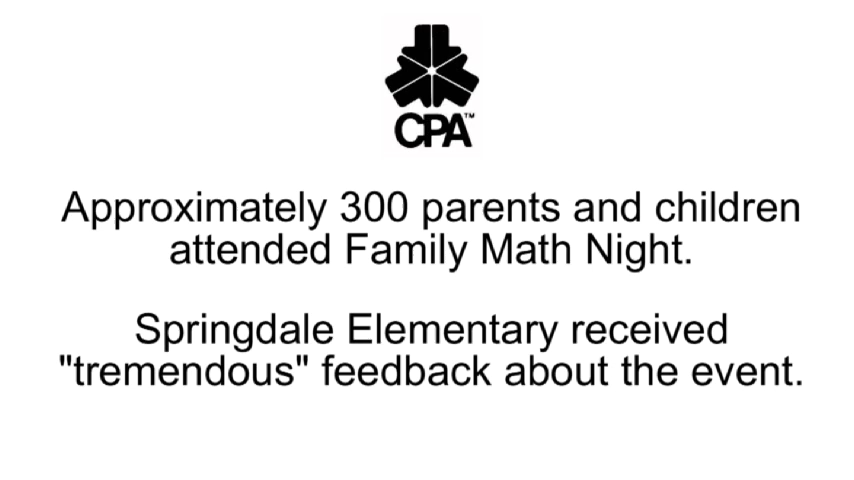 CPA™
Approximately 300 parents and children
attended Family Math Night.
Springdale Elementary received
"tremendous" feedback about the event.